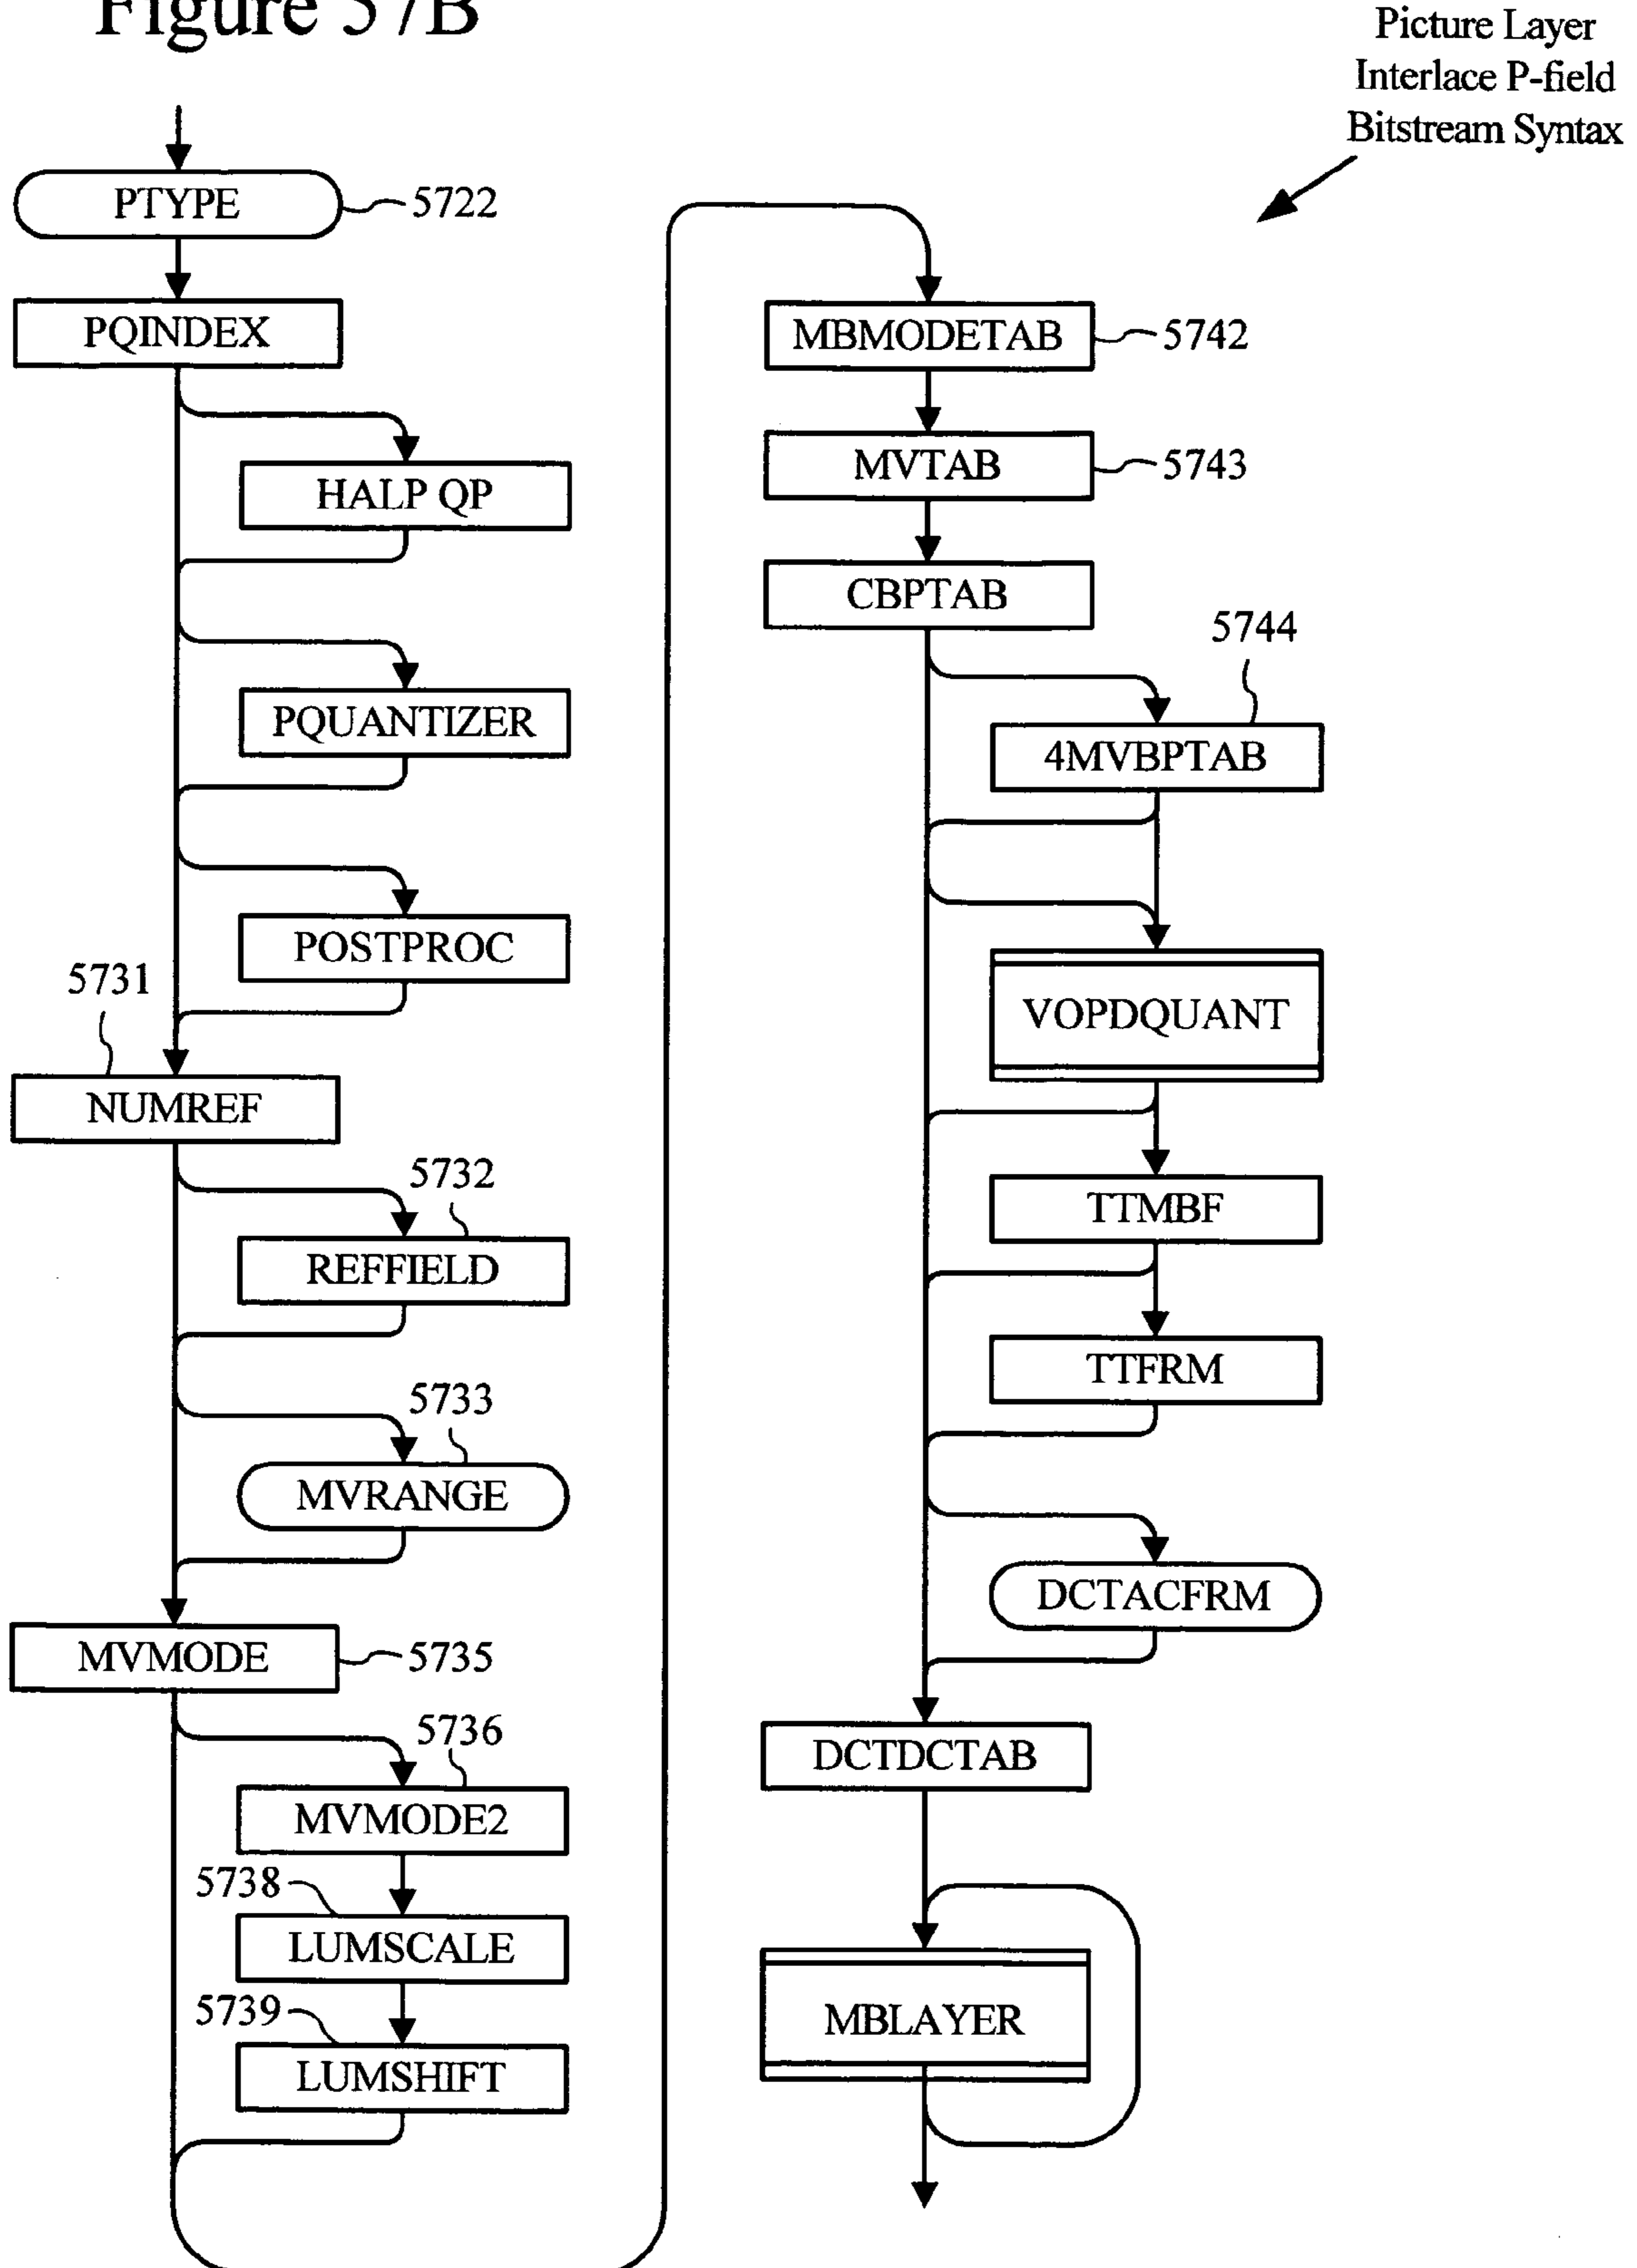 Figure 57B
Picture Layer
Interlace P-field
Bitstream Syntax
PTYPE
5722
PQINDEX
HALP QP
PQUANTIZER
POSTPROC
5731
NUMREF
5732
REFFIELD
5733
MVRANGE
MVMODE
5735
5736
MVMODE2
5738
LUMSCALE
5739
LUMSHIFT
MBMODETAB
5742
MVTAB
5743
CBPTAB
5744
4MVBPTAB
VOPDQUANT
TTMBF
TTFRM
DCTACFRM
DCTDCTAB
MBLAYER